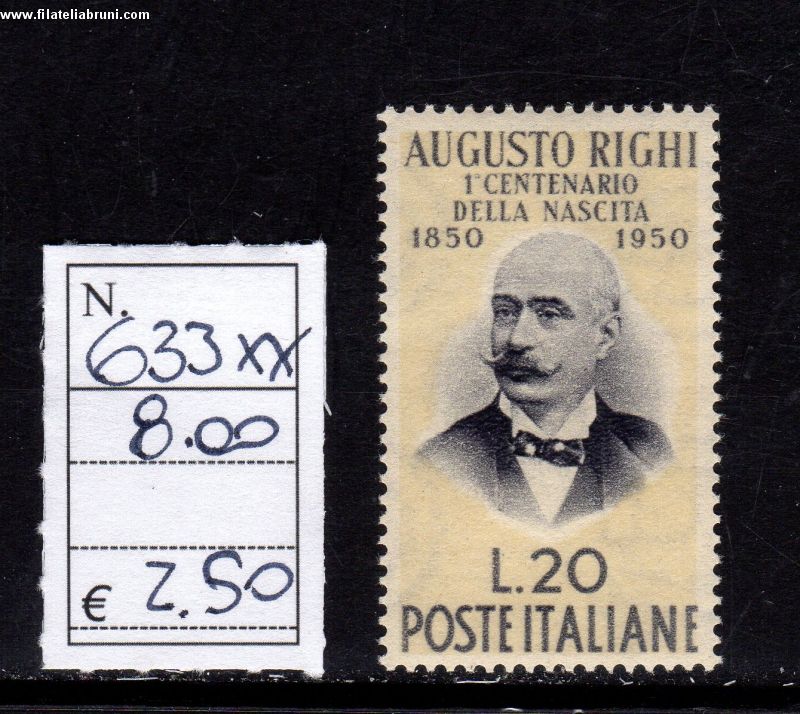 www.filateliabruni.com
N.
633 xx
8.00
€ 2.50
AUGUSTO RIGHI
1° CENTENARIO
DELLA NASCITA
1850 1950
L.20
POSTE ITALIANE